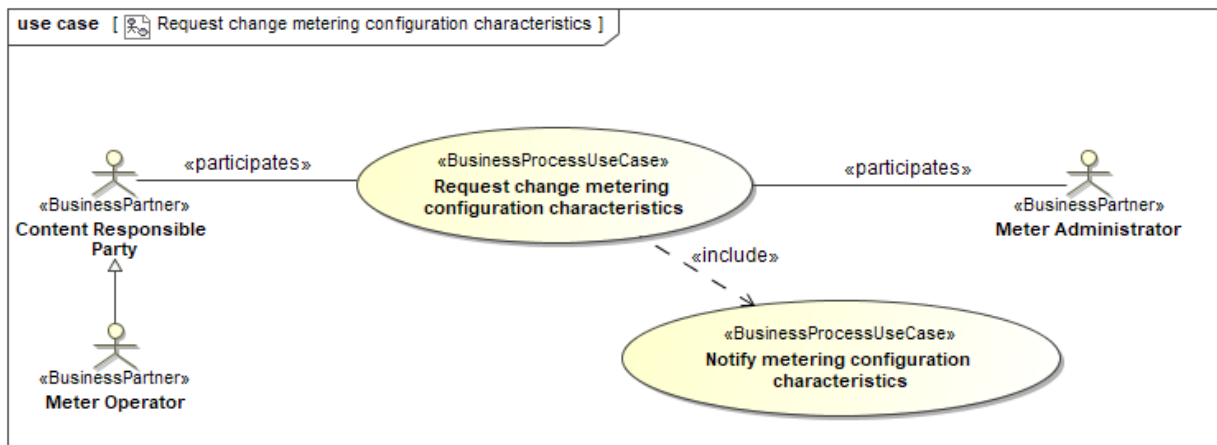 use case [ Request change metering configuration characteristics ]
«participates»
«BusinessProcessUseCase»
Request change metering
configuration characteristics
«participates»
«BusinessPartner»
Content Responsible
Party
«BusinessPartner»
Meter Administrator
«include»
«BusinessProcessUseCase»
Notify metering configuration
characteristics
«BusinessPartner»
Meter Operator